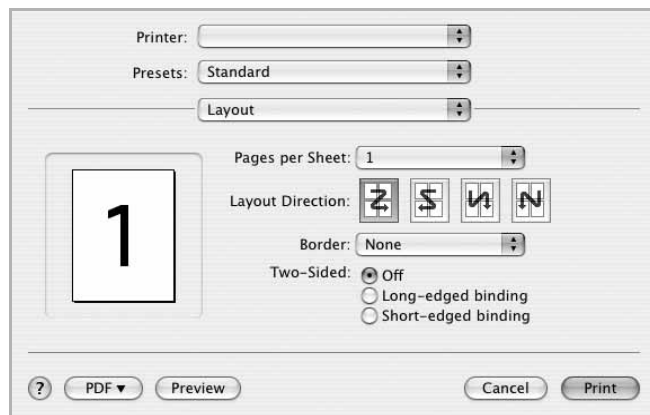 Printer:
Presets: Standard
Layout
Pages per Sheet: 1
Layout Direction:
1
Border: None
Two-Sided: Off
Long-edged binding
Short-edged binding
? PDF ▼ Preview Cancel Print